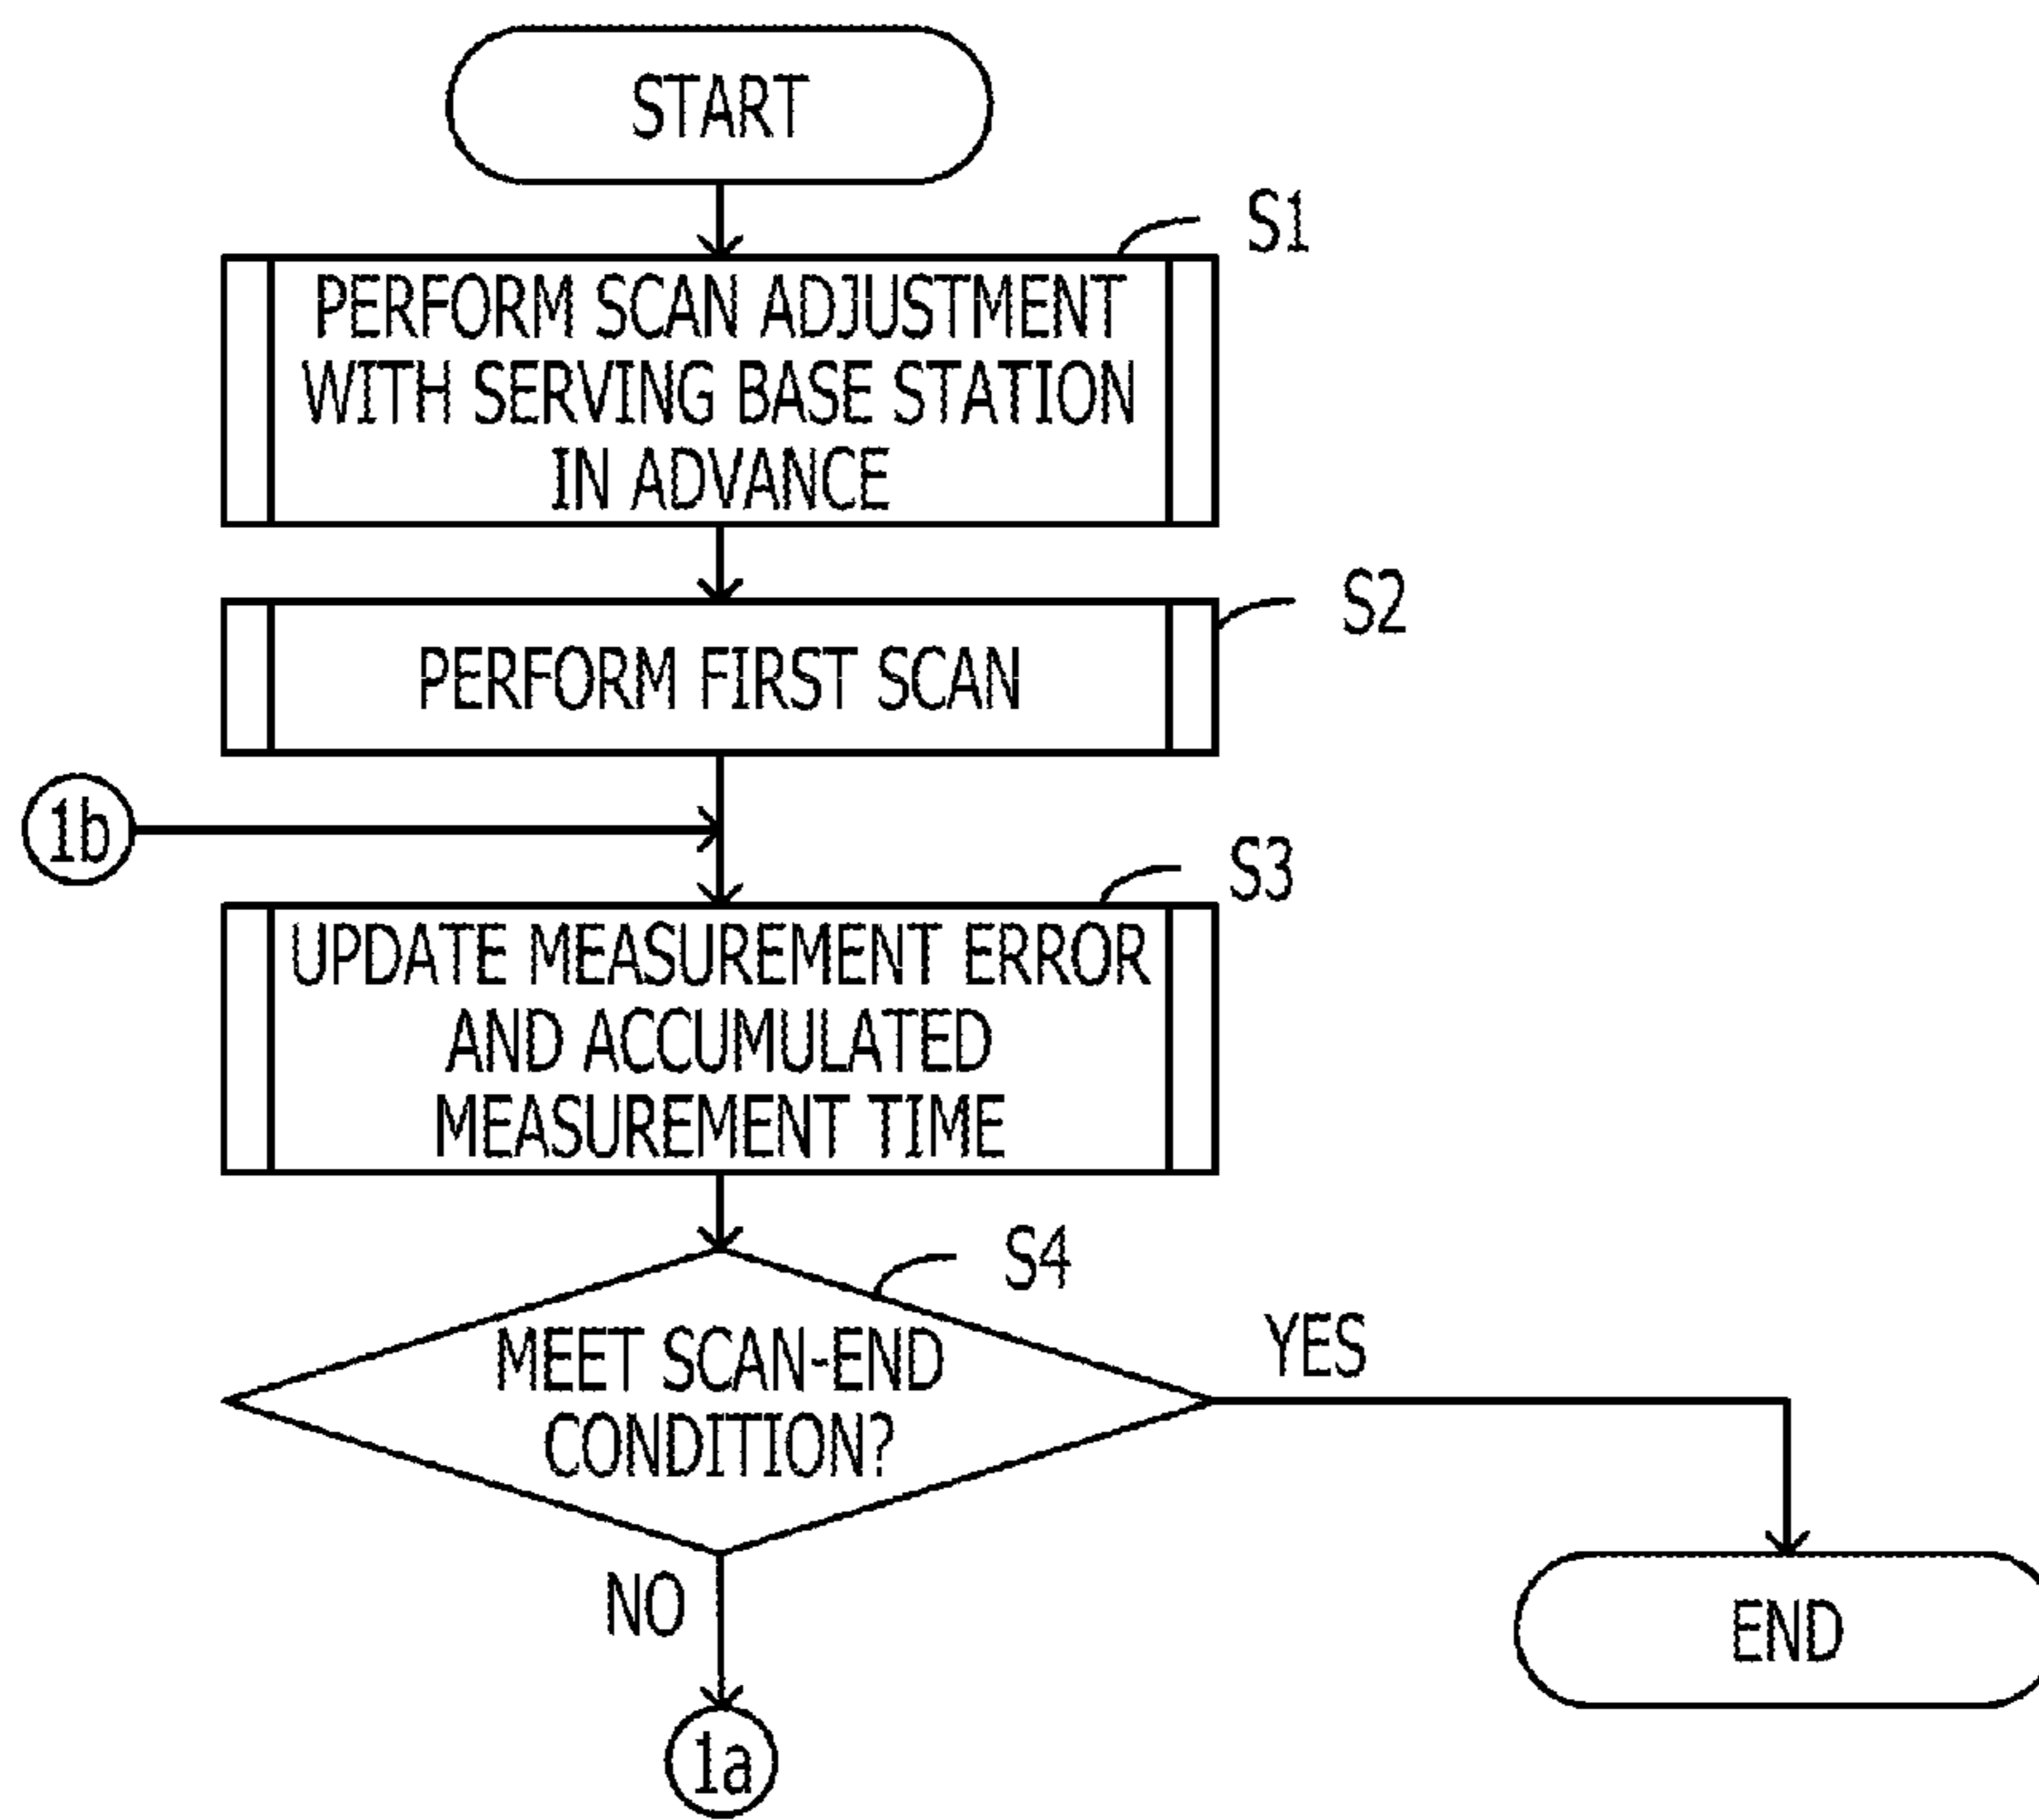 START
S1
PERFORM SCAN ADJUSTMENT
WITH SERVING BASE STATION
IN ADVANCE
S2
PERFORM FIRST SCAN
1b
S3
UPDATE MEASUREMENT ERROR
AND ACCUMULATED
MEASUREMENT TIME
S4
MEET SCAN-END
CONDITION?
YES
NO
END
1a